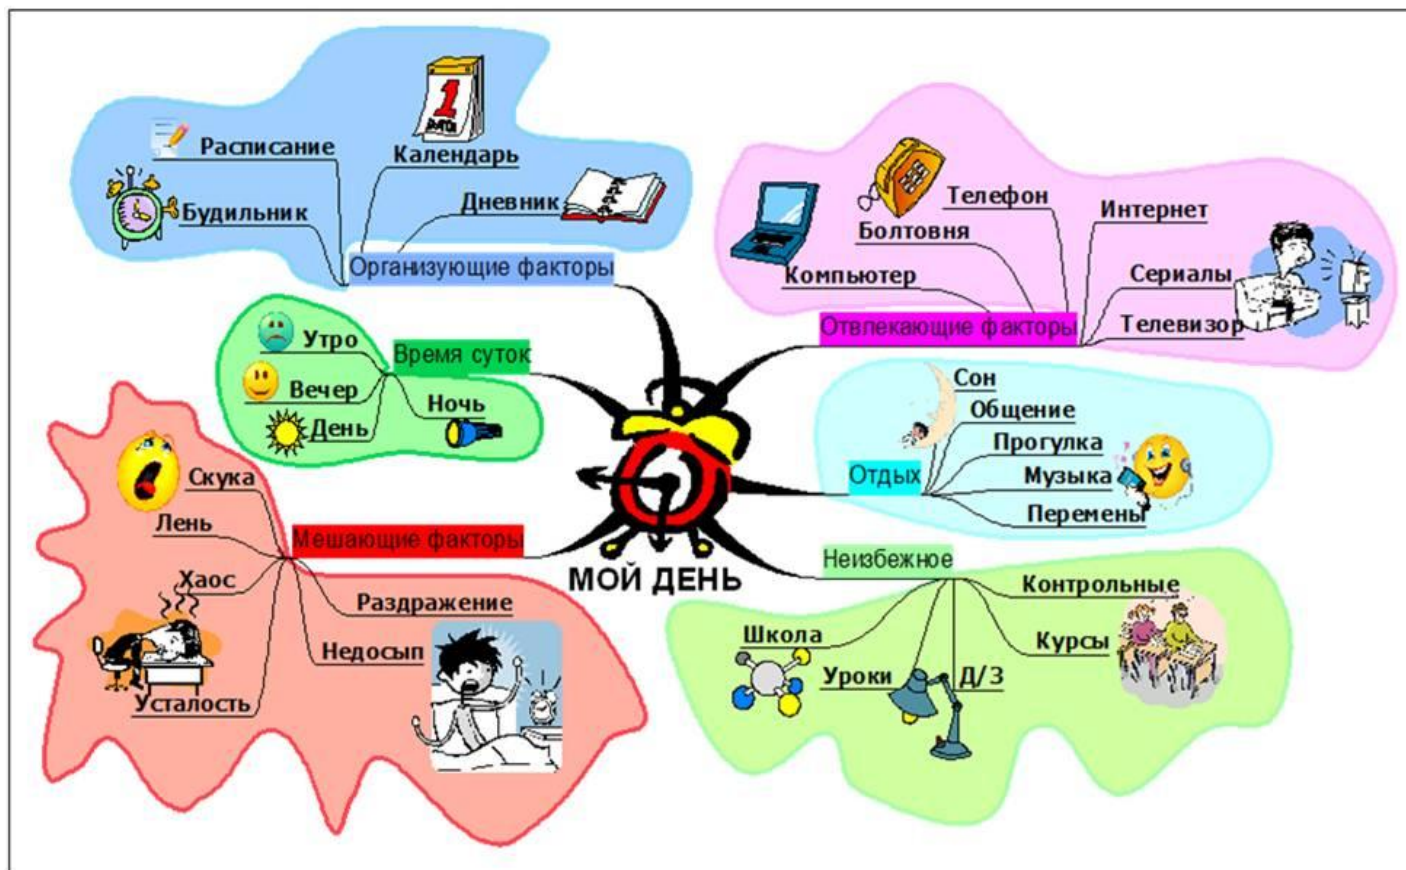 Расписание
Календарь
Будильник
Дневник
Организующие факторы
Телефон
Интернет
Болтовня
Компьютер
Сериалы
Телевизор
Отвлекающие факторы
Утро
Время суток
Вечер
Ночь
День
Сон
Общение
Прогулка
Отдых
Музыка
Перемены
Скука
Лень
Мешающие факторы
Хаос
Раздражение
Недосып
Усталость
МОЙ ДЕНЬ
Неизбежное
Контрольные
Школа
Курсы
Уроки
Д/З
1